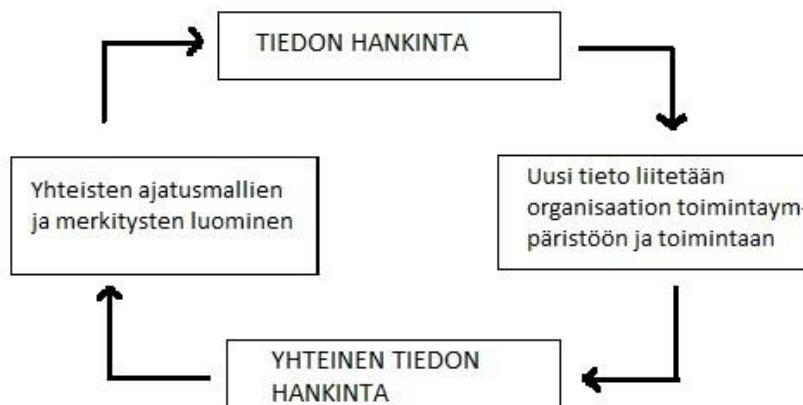 TIEDON HANKINTA
Yhteisten ajatusmallien
ja merkitysten luominen
Uusi tieto liitetään
organisaation toimintaym-
päristöön ja toimintaan
YHTEINEN TIEDON
HANKINTA